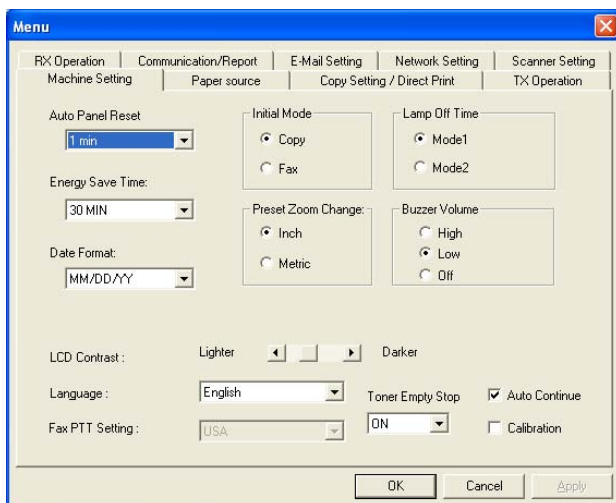 Menu
RX Operation Communication/Report E-Mail Setting Network Setting Scanner Setting
Machine Setting Paper source Copy Setting / Direct Print TX Operation
Auto Panel Reset
1 min
Energy Save Time:
30 MIN
Date Format:
MM/DD/YY
Initial Mode
Copy
Fax
Lamp Off Time
Mode1
Mode2
Preset Zoom Change:
Inch
Metric
Buzzer Volume
High
Low
Off
LCD Contrast : Lighter Darker
Language : English
Fax PTT Setting : USA
Toner Empty Stop
ON
Auto Continue
Calibration
OK Cancel Apply